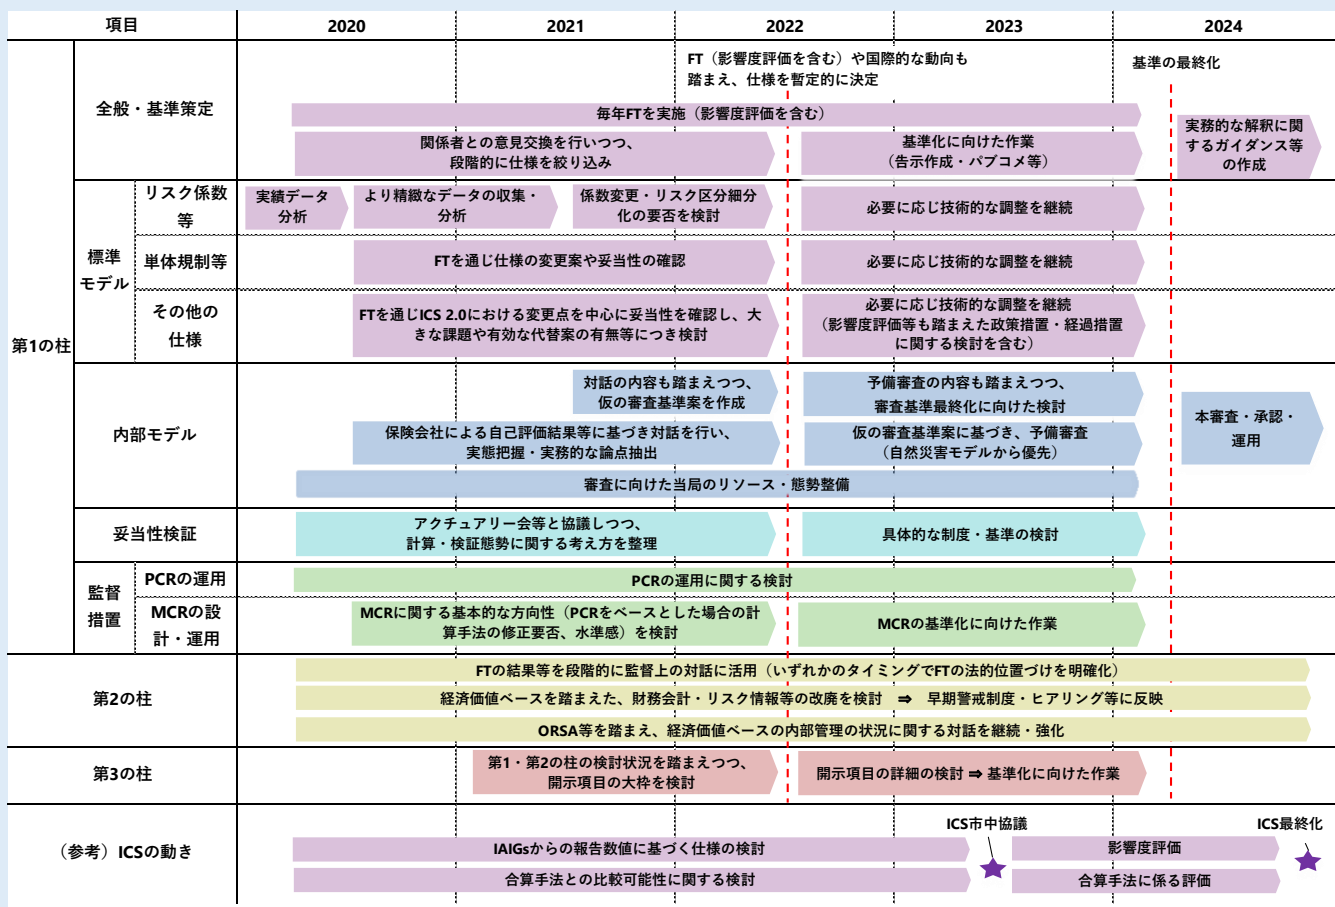 項目
2020
2021
2022
2023
2024
FT（影響度評価を含む）や国際的な動向も
踏まえ、仕様を暫定的に決定
基準の最終化
第1の柱
全般・基準策定
毎年FTを実施（影響度評価を含む）
関係者との意見交換を行いつつ、
段階的に仕様を絞り込み
基準化に向けた作業
（告示作成・パブコメ等）
実務的な解釈に関
するガイダンス等
の作成
標準
モデル
リスク係数
等
実績データ
分析
より精緻なデータの収集・
分析
係数変更・リスク区分細分
化の要否を検討
必要に応じ技術的な調整を継続
単体規制等
FTを通じ仕様の変更案や妥当性の確認
必要に応じ技術的な調整を継続
その他の
仕様
FTを通じICS 2.0における変更点を中心に妥当性を確認し、大
きな課題や有効な代替案の有無等につき検討
必要に応じ技術的な調整を継続
（影響度評価等も踏まえた政策措置・経過措置
に関する検討を含む）
内部モデル
対話の内容も踏まえつつ、
仮の審査基準案を作成
予備審査の内容も踏まえつつ、
審査基準最終化に向けた検討
保険会社による自己評価結果等に基づき対話を行い、
実態把握・実務的な論点抽出
仮の審査基準案に基づき、予備審査
（自然災害モデルから優先）
本審査・承認・
運用
審査に向けた当局のリソース・態勢整備
妥当性検証
アクチュアリー会等と協議しつつ、
計算・検証態勢に関する考え方を整理
具体的な制度・基準の検討
監督
措置
PCRの運用
PCRの運用に関する検討
MCRの設
計・運用
MCRに関する基本的な方向性（PCRをベースとした場合の計
算手法の修正要否、水準感）を検討
MCRの基準化に向けた作業
第2の柱
FTの結果等を段階的に監督上の対話に活用（いずれかのタイミングでFTの法的位置づけを明確化）
経済価値ベースを踏まえた、財務会計・リスク情報等の改廃を検討　⇒　早期警戒制度・ヒアリング等に反映
ORSA等を踏まえ、経済価値ベースの内部管理の状況に関する対話を継続・強化
第3の柱
第1・第2の柱の検討状況を踏まえつつ、
開示項目の大枠を検討
開示項目の詳細の検討 ⇒ 基準化に向けた作業
（参考）ICSの動き
ICS市中協議
ICS最終化
IAIGsからの報告数値に基づく仕様の検討
影響度評価
合算手法との比較可能性に関する検討
合算手法に係る評価